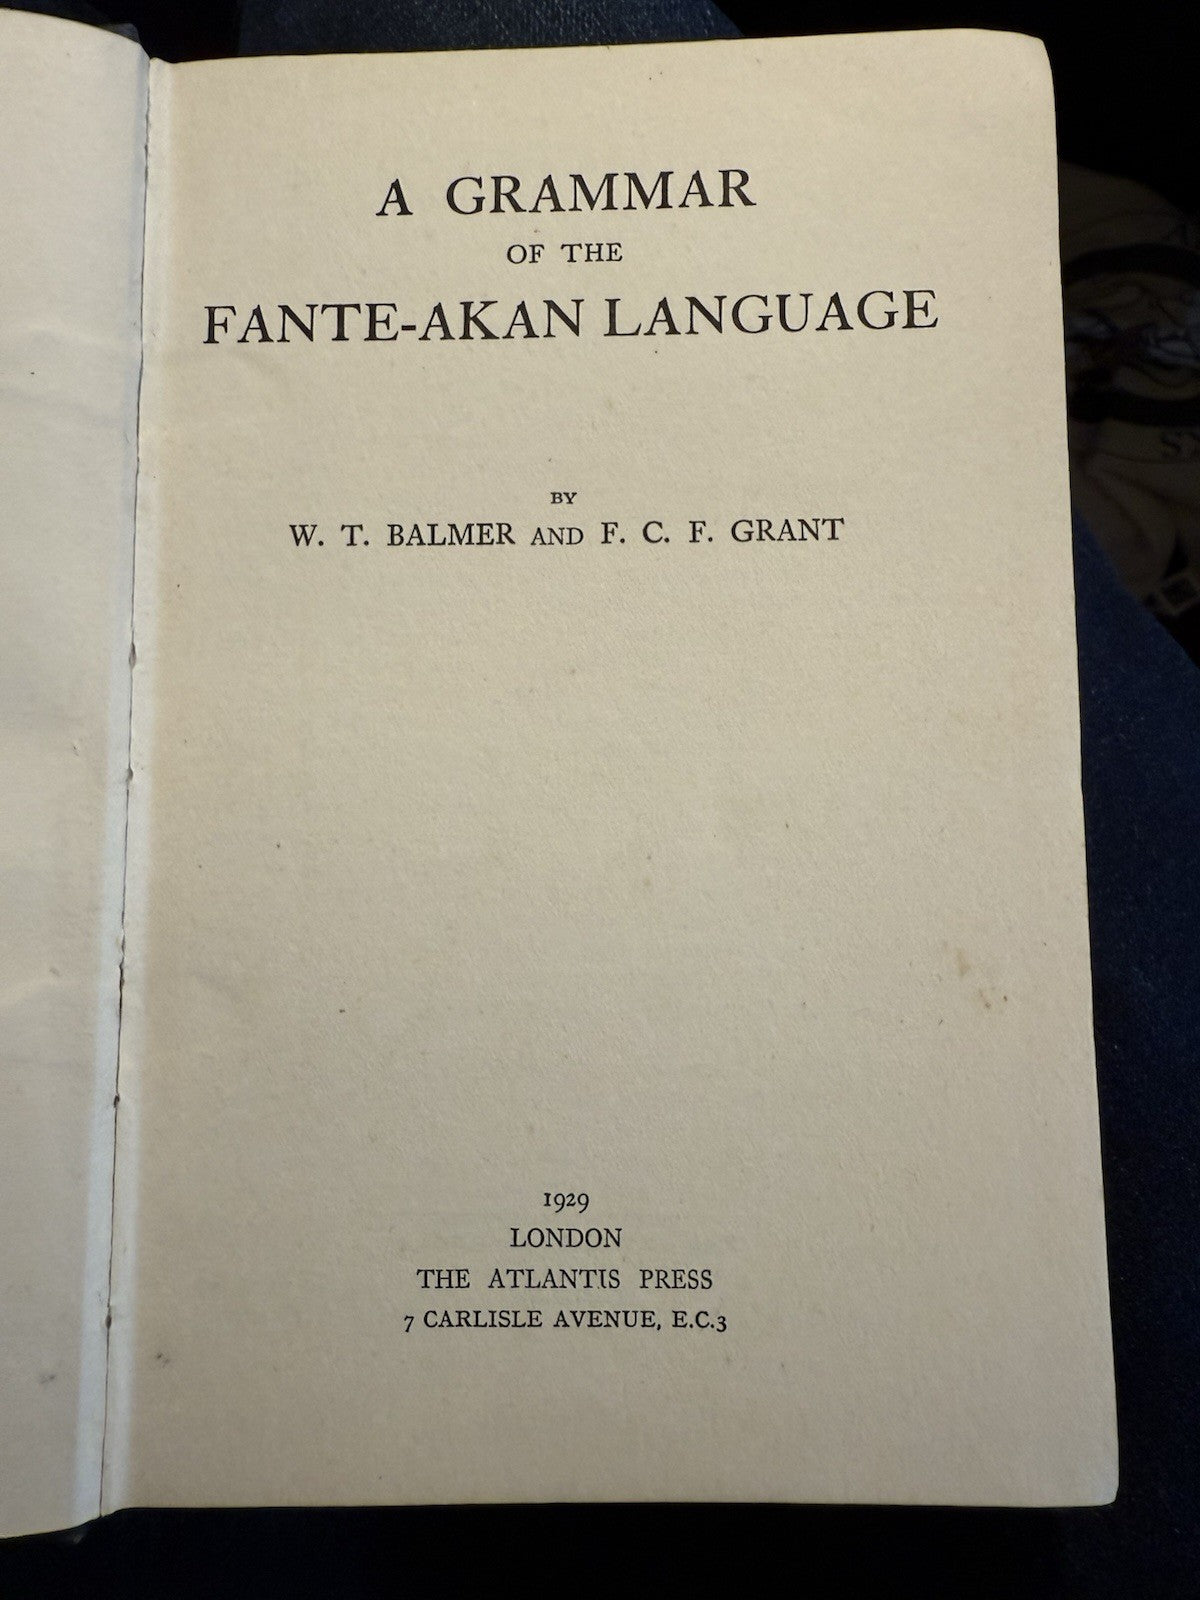 A GRAMMAR
OF THE
FANTE-AKAN LANGUAGE
BY
W. T. BALMER AND F. C. F. GRANT
1929
LONDON
THE ATLANTIS PRESS
7 CARLISLE AVENUE, E.C.3